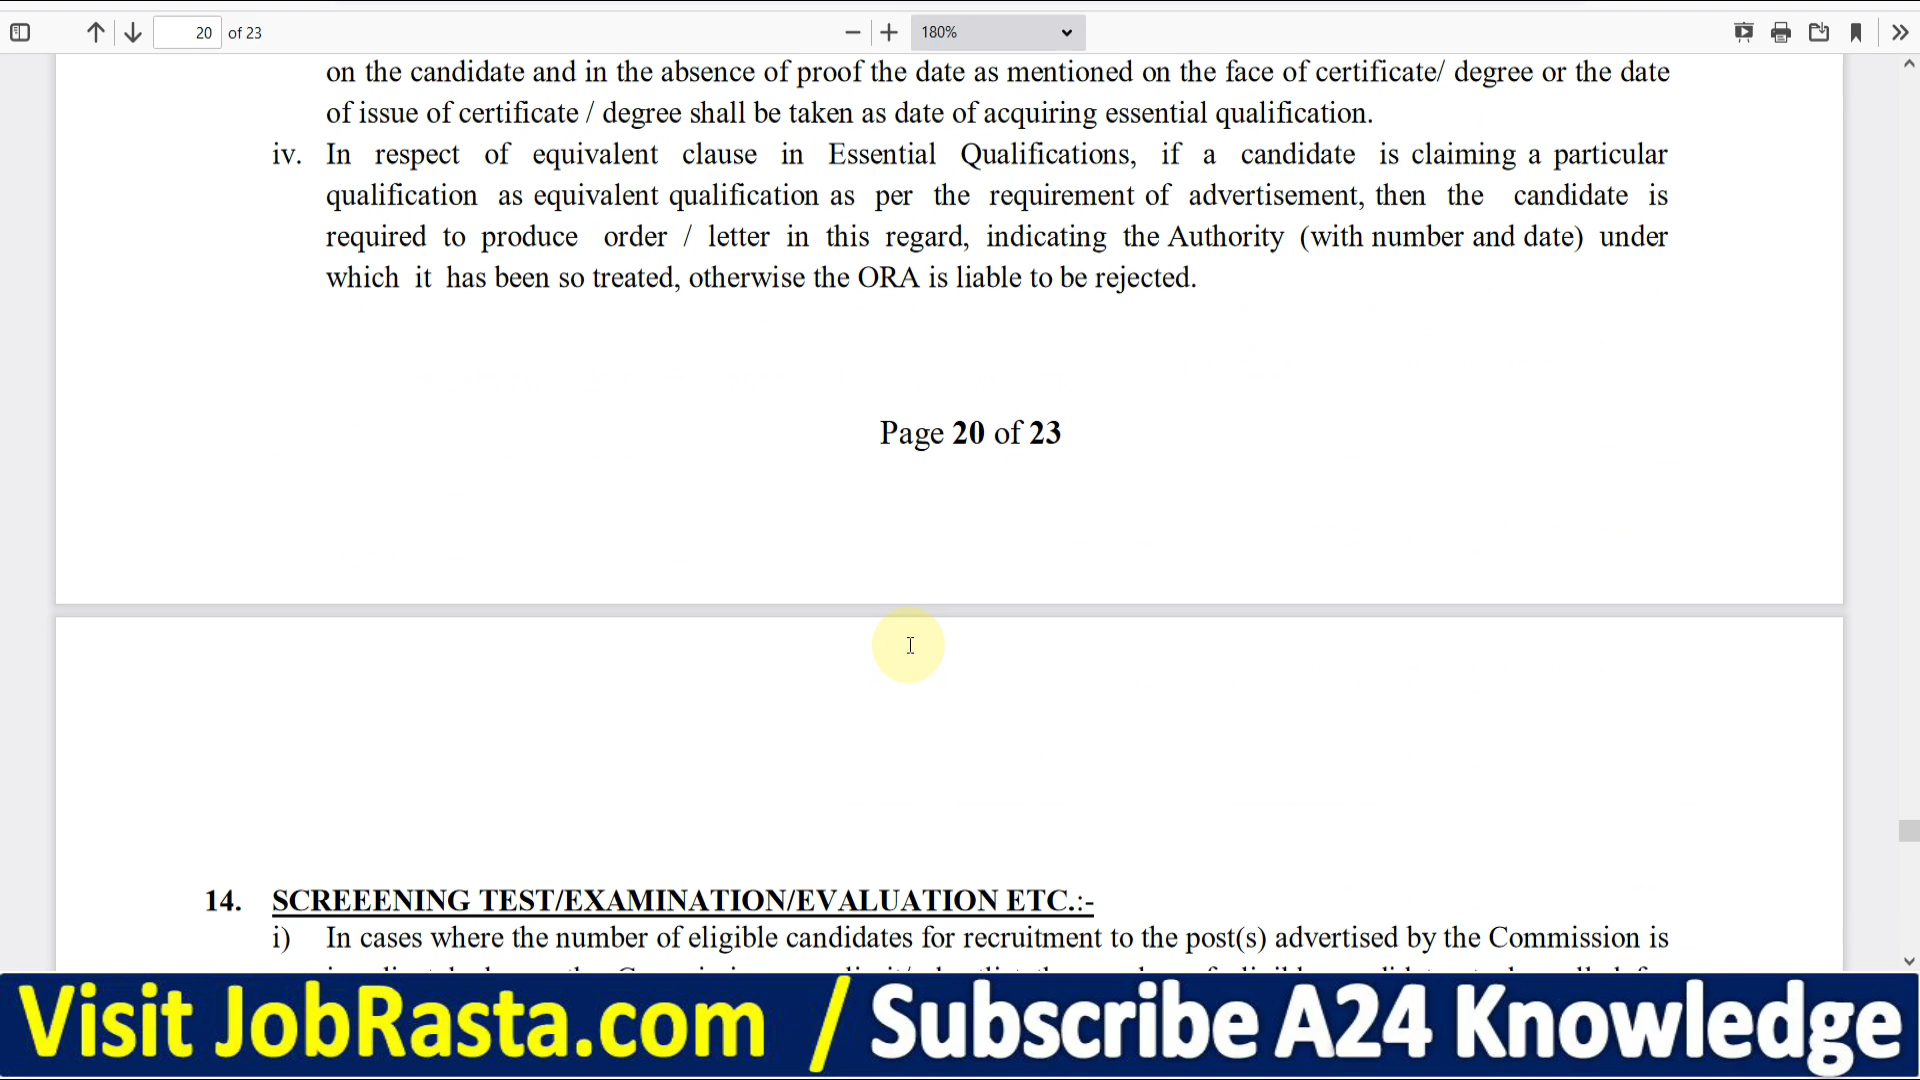 20 of 23
180%
on the candidate and in the absence of proof the date as mentioned on the face of certificate/ degree or the date
of issue of certificate / degree shall be taken as date of acquiring essential qualification.
iv. In respect of equivalent clause in Essential Qualifications, if a candidate is claiming a particular
qualification as equivalent qualification as per the requirement of advertisement, then the candidate is
required to produce order / letter in this regard, indicating the Authority (with number and date) under
which it has been so treated, otherwise the ORA is liable to be rejected.
Page 20 of 23
14. SCREEENING TEST/EXAMINATION/EVALUATION ETC.:-
i) In cases where the number of eligible candidates for recruitment to the post(s) advertised by the Commission is
Visit JobRasta.com / Subscribe A24 Knowledge